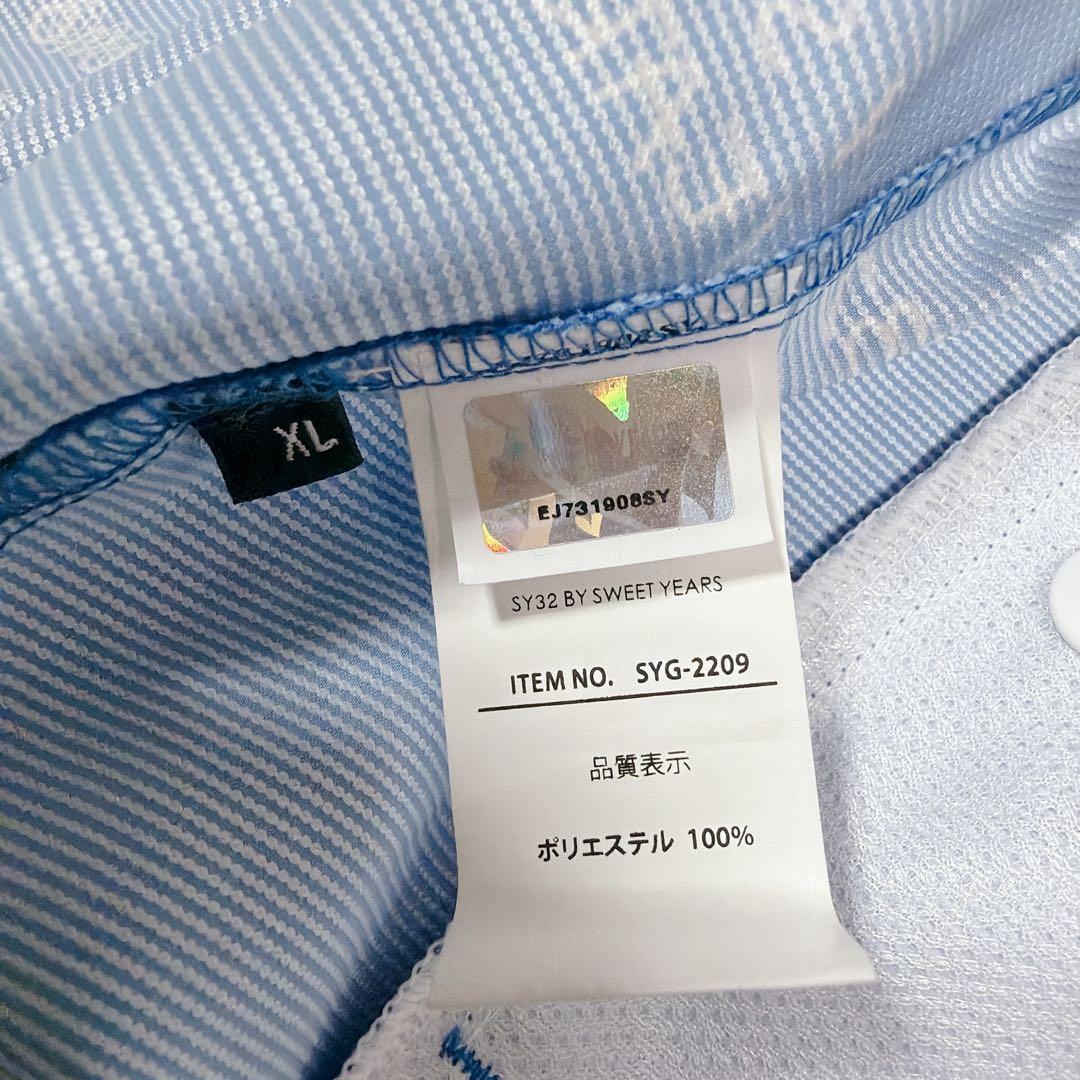 XL
EJ731908SY
SY32 BY SWEET YEARS
ITEM NO. SYG-2209
品質表示
ポリエステル 100%